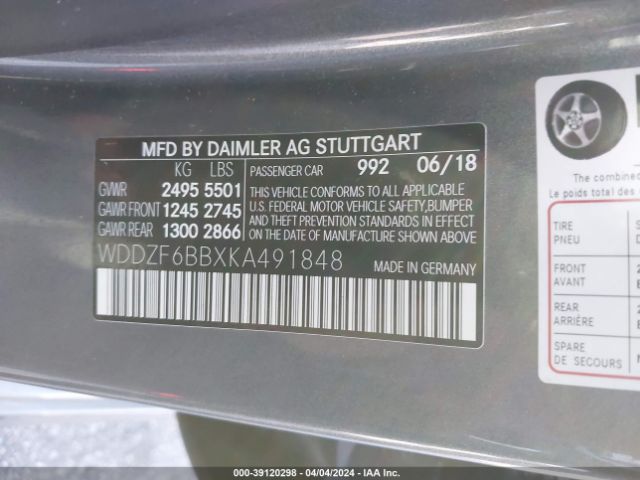 MFD BY DAIMLER AG STUTTGART
KG LBS
PASSENGER CAR 992 06/18
GVWR 2495 5501
GAWR FRONT 1245 2745
GAWR REAR 1300 2866
THIS VEHICLE CONFORMS TO ALL APPLICABLE
U.S. FEDERAL MOTOR VEHICLE SAFETY,BUMPER
AND THEFT PREVENTION STANDARDS IN EFFECT
ON THE DATE OF MANUFACTURE SHOWN ABOVE
WDDZF6BBXKA491848
MADE IN GERMANY
The combined
Le poids total des
TIRE
PNEU
FRONT
AVANT
REAR
ARRIÈRE
SPARE
DE SECOURS
000-39120298 - 04/04/2024 - IAA Inc.